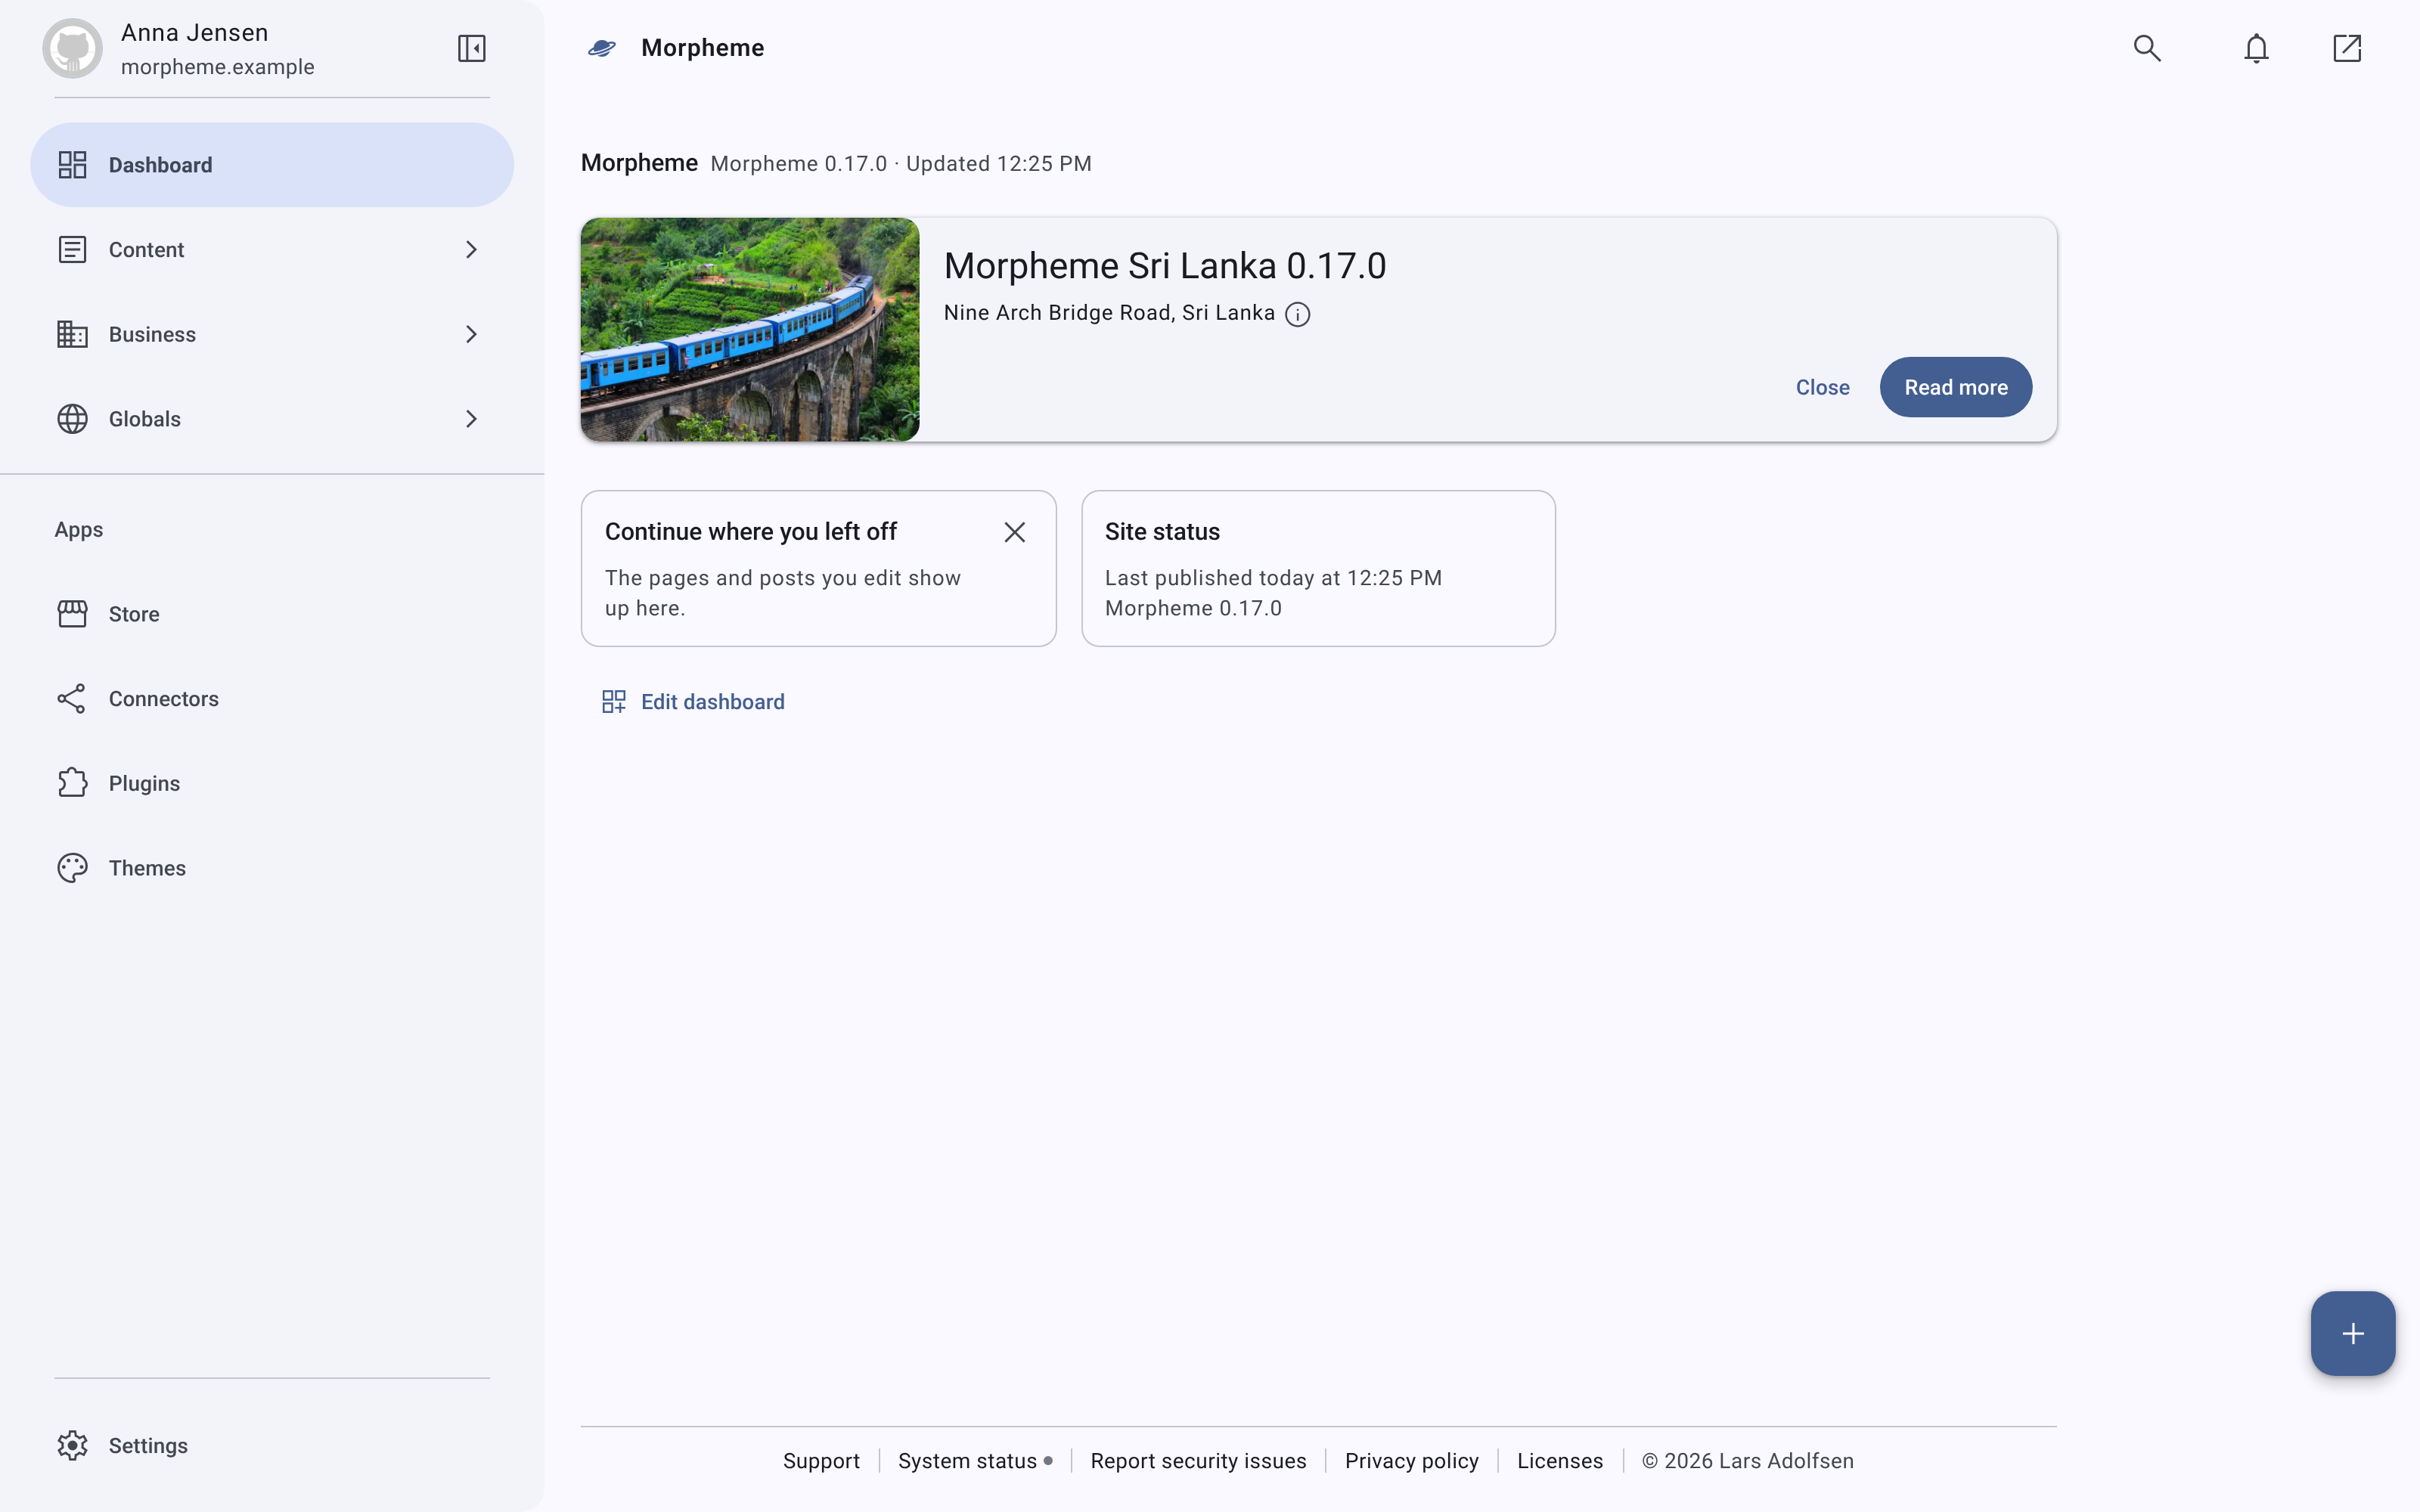 Anna Jensen
morpheme.example
Dashboard
Content
Business
Globals
Apps
Store
Connectors
Plugins
Themes
Settings
Morpheme
Morpheme Morpheme 0.17.0 · Updated 12:25 PM
Morpheme Sri Lanka 0.17.0
Nine Arch Bridge Road, Sri Lanka
Close Read more
Continue where you left off
The pages and posts you edit show
up here.
Site status
Last published today at 12:25 PM
Morpheme 0.17.0
Edit dashboard
Support System status Report security issues Privacy policy Licenses © 2026 Lars Adolfsen